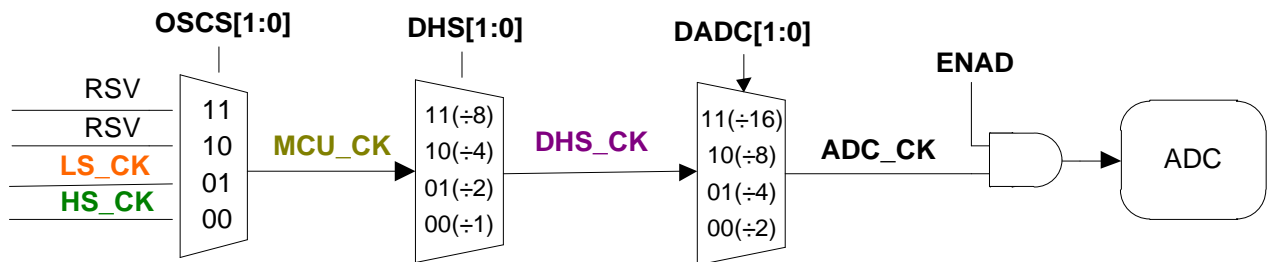 OSCS[1:0]
DHS[1:0]
DADC[1:0]
ENAD
RSV
RSV
LS_CK
HS_CK
11
10
01
00
MCU_CK
11(÷8)
10(÷4)
01(÷2)
00(÷1)
DHS_CK
11(÷16)
10(÷8)
01(÷4)
00(÷2)
ADC_CK
ADC